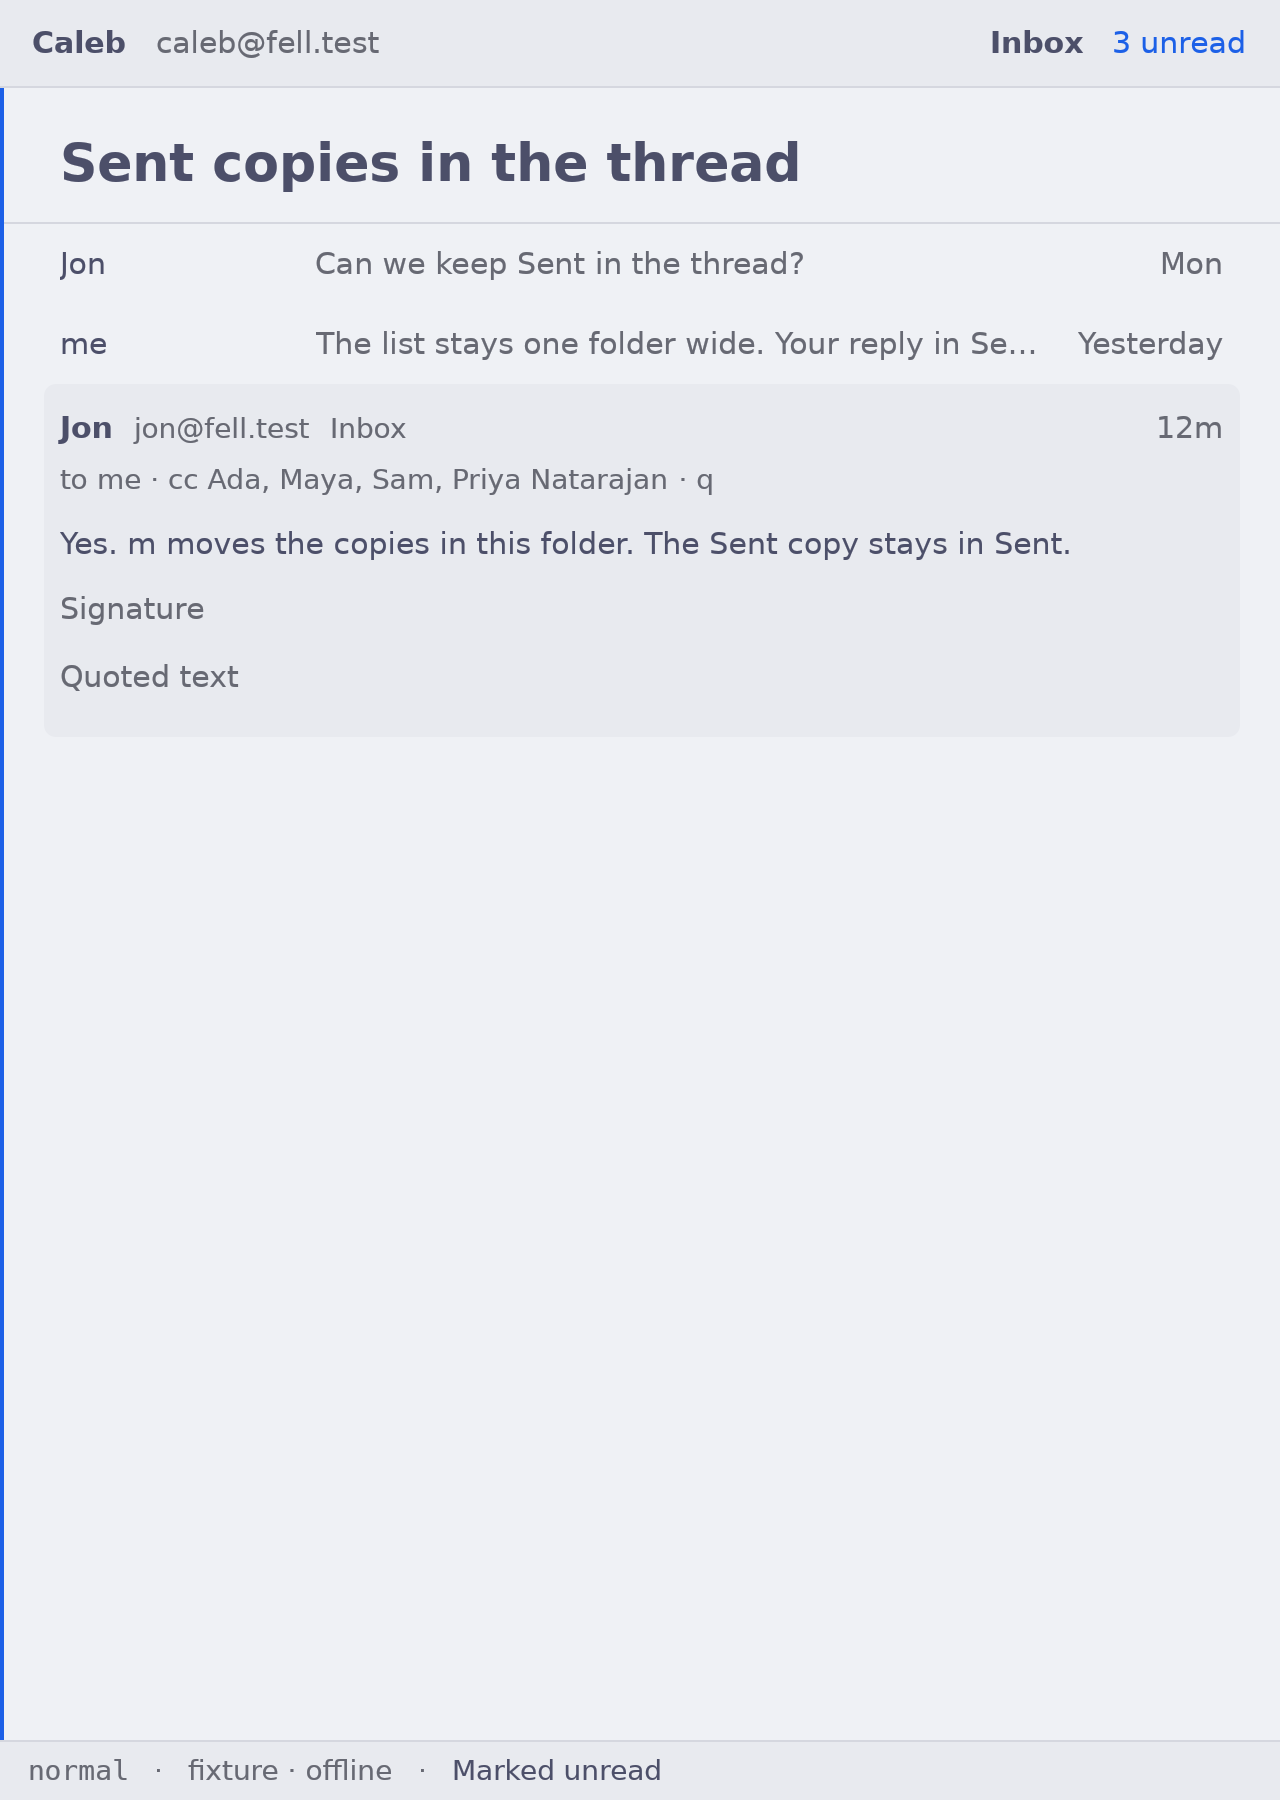 Caleb caleb@fell.test Inbox 3 unread
Sent copies in the thread
Jon Can we keep Sent in the thread? Mon
me The list stays one folder wide. Your reply in Se… Yesterday
Jon jon@fell.test Inbox 12m
to me · cc Ada, Maya, Sam, Priya Natarajan · q
Yes. m moves the copies in this folder. The Sent copy stays in Sent.
Signature
Quoted text
normal · fixture · offline · Marked unread